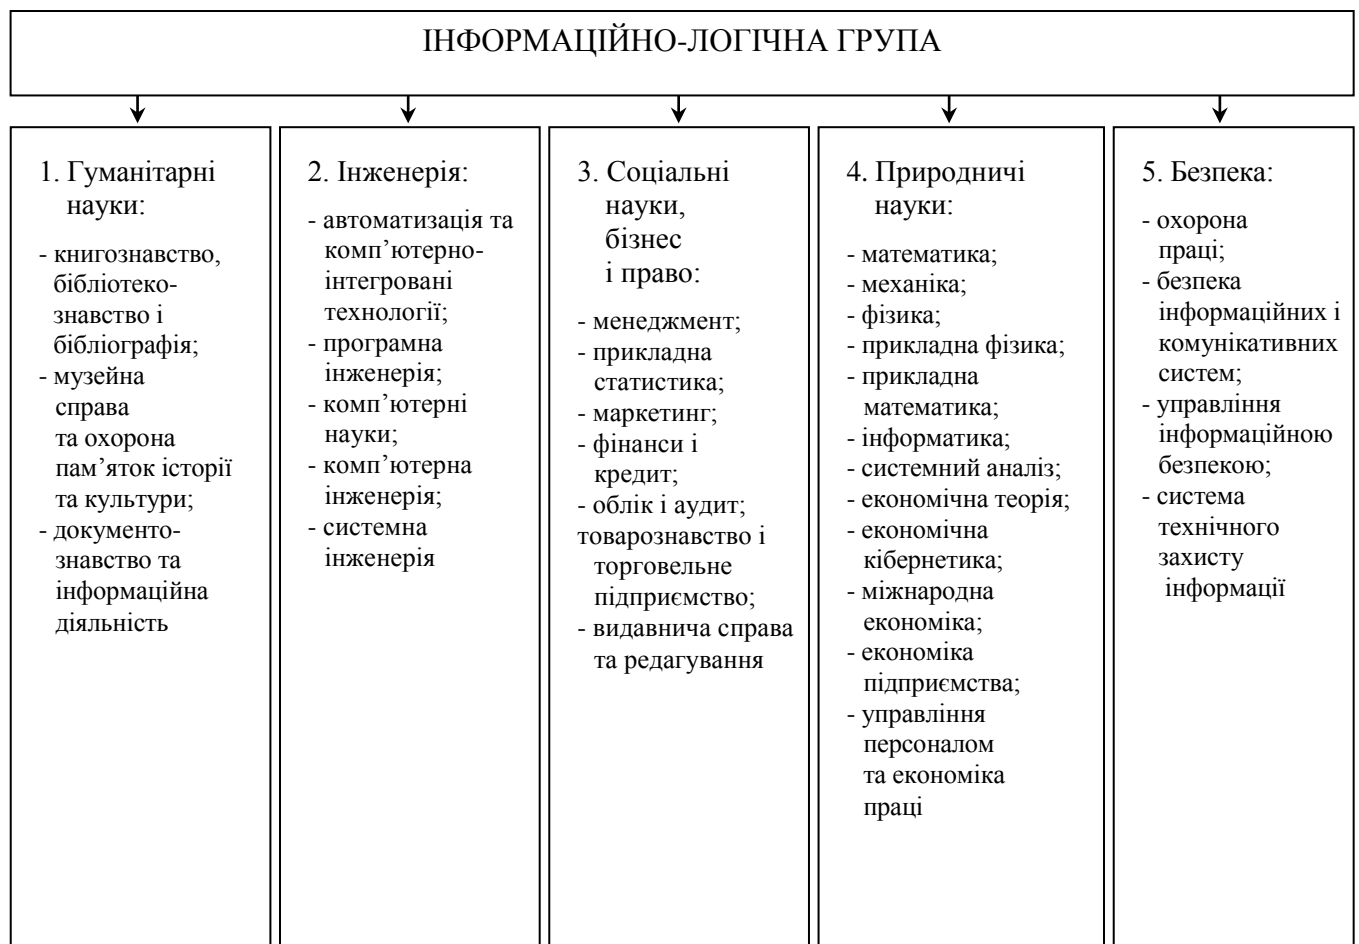 ІНФОРМАЦІЙНО-ЛОГІЧНА ГРУПА
1. Гуманітарні
науки:
- книгознавство,
бібліотеко-
знавство і
бібліографія;
- музейна
справа
та охорона
пам’яток історії
та культури;
- документо-
знавство та
інформаційна
діяльність
2. Інженерія:
- автоматизація та
комп’ютерно-
інтегровані
технології;
- програмна
інженерія;
- комп’ютерні
науки;
- комп’ютерна
інженерія;
- системна
інженерія
3. Соціальні
науки,
бізнес
і право:
- менеджмент;
- прикладна
статистика;
- маркетинг;
- фінанси і
кредит;
- облік і аудит;
товарознавство і
торговельне
підприємство;
- видавнича справа
та редагування
4. Природничі
науки:
- математика;
- механіка;
- фізика;
- прикладна фізика;
- прикладна
математика;
- інформатика;
- системний аналіз;
- економічна теорія;
- економічна
кібернетика;
- міжнародна
економіка;
- економіка
підприємства;
- управління
персоналом
та економіка
праці
5. Безпека:
- охорона
праці;
- безпека
інформаційних і
комунікативних
систем;
- управління
інформаційною
безпекою;
- система
технічного
захисту
інформації